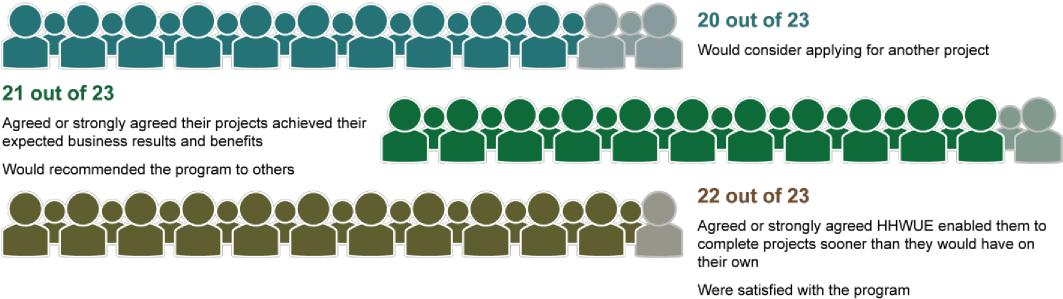 20 out of 23
Would consider applying for another project
21 out of 23
Agreed or strongly agreed their projects achieved their
expected business results and benefits
Would recommended the program to others
22 out of 23
Agreed or strongly agreed HHWUE enabled them to
complete projects sooner than they would have on
their own
Were satisfied with the program